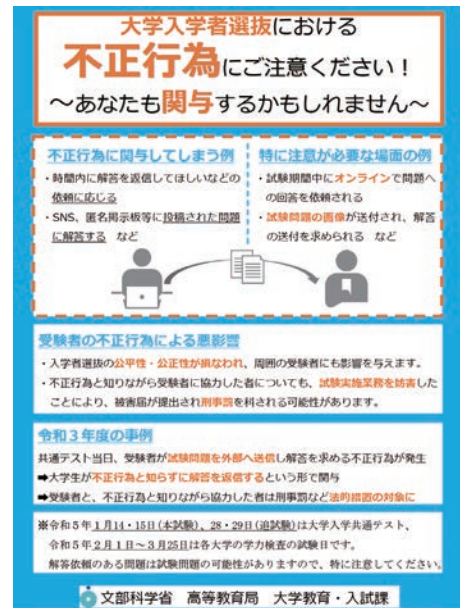 大学入学者選抜における
不正行為にご注意ください！
～あなたも関与するかもしれません～
不正行為に関与してしまう例
・時間内に解答を返信してほしいなどの
依頼に応じる
・SNS、匿名掲示板等に投稿された問題
に解答する など
特に注意が必要な場面の例
・試験期間中にオンラインで問題への
回答を依頼される
・試験問題の画像が送付され、解答
の送付を求められる など
受験者の不正行為による悪影響
・入学者選抜の公平性・公正性が損なわれ、周囲の受験者にも影響を与えます。
・不正行為と知りながら受験者に協力した者についても、試験実施業務を妨害した
ことにより、被害届が提出され刑事罰を科される可能性があります。
令和３年度の事例
共通テスト当日、受験者が試験問題を外部へ送信し解答を求める不正行為が発生
➡大学生が不正行為と知らずに解答を返信するという形で関与
➡受験者と、不正行為と知りながら協力した者は刑事罰など法的措置の対象に
※令和５年１月14・15日(本試験)、28・29日(追試験)は大学入学共通テスト、
令和５年２月１日～３月25日は各大学の学力検査の試験日です。
解答依頼のある問題は試験問題の可能性がありますので、特に注意してください。
文部科学省 高等教育局 大学教育・入試課